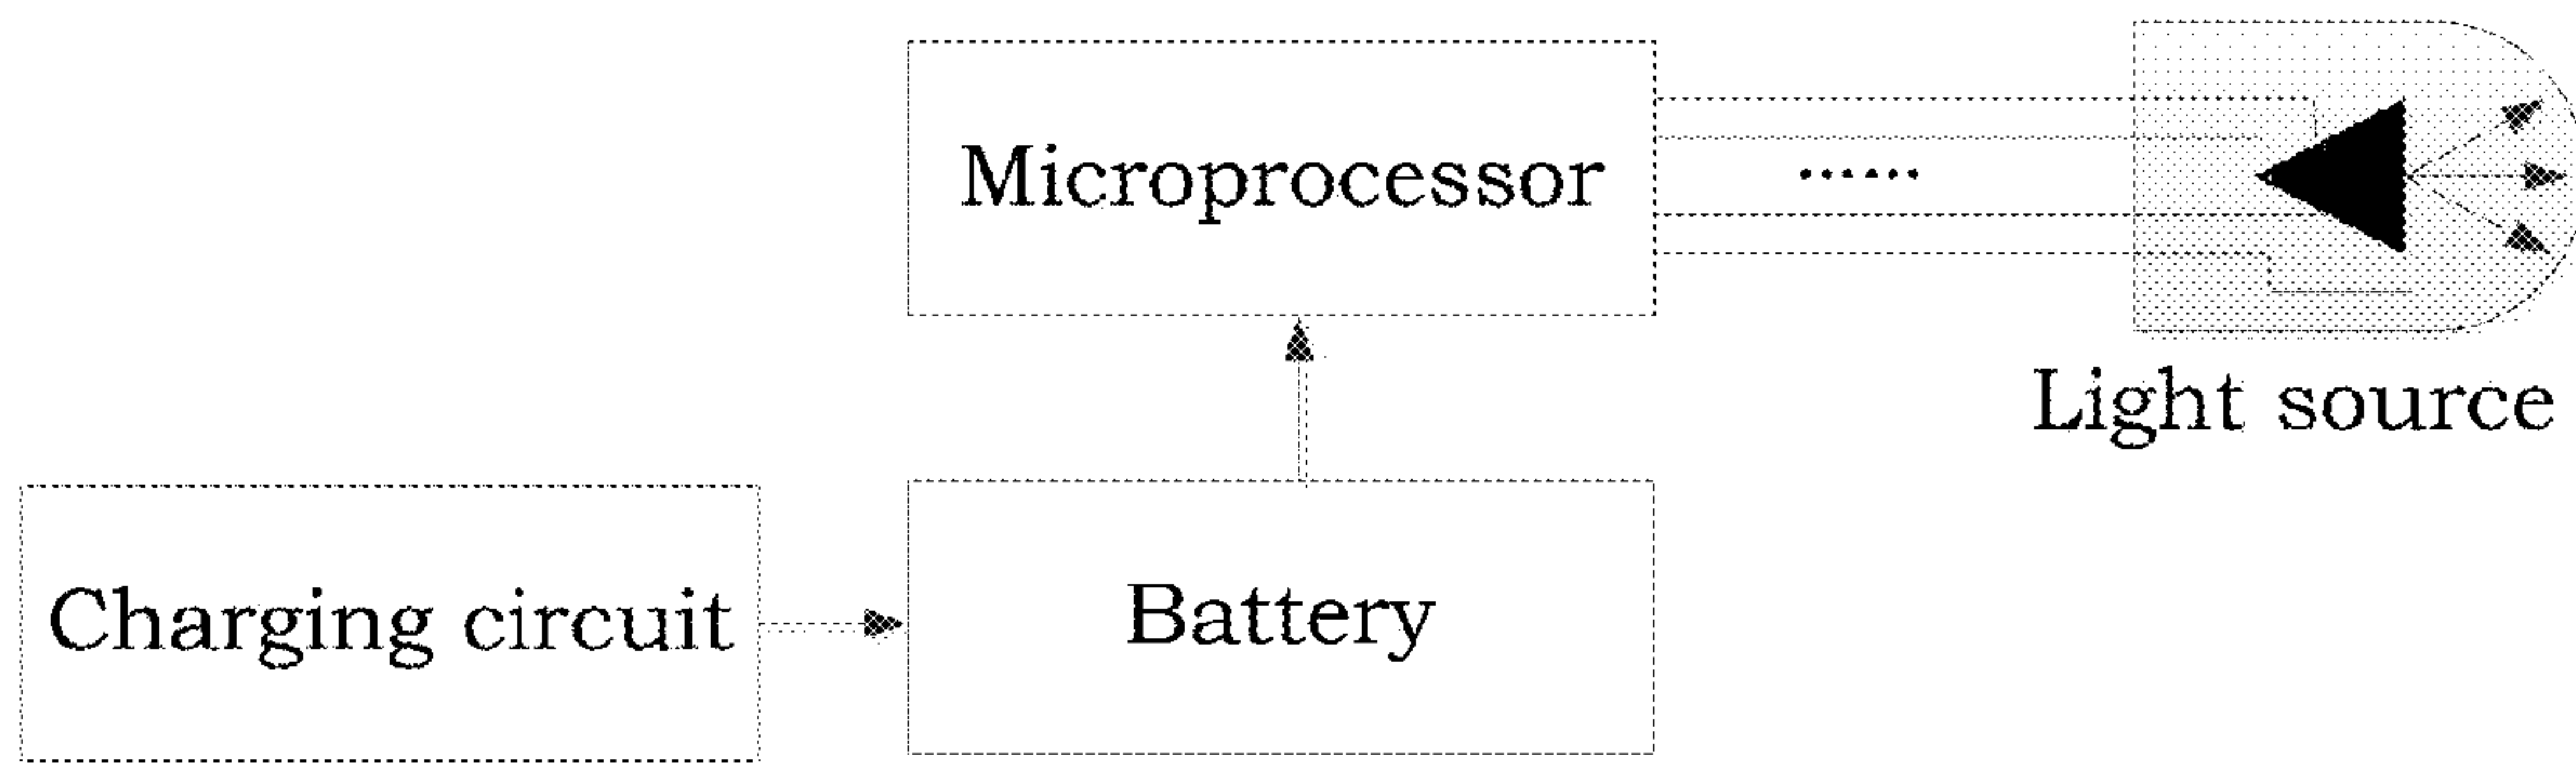 Microprocessor
......
Light source
Charging circuit
Battery